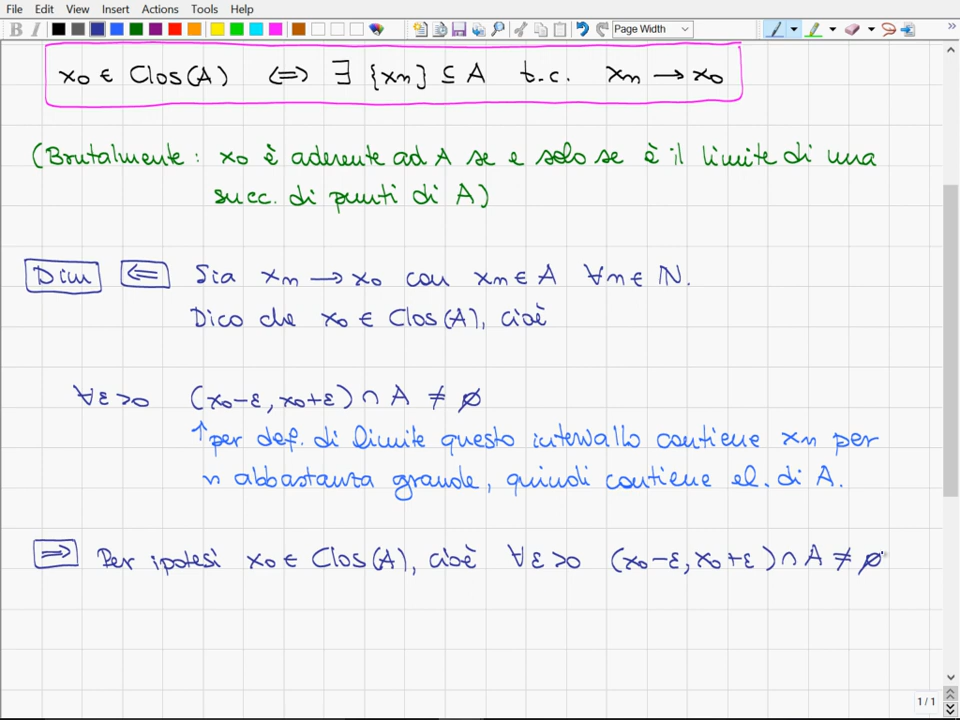 File Edit View Insert Actions Tools Help
B I Page Width
x₀ ∈ Clos(A) ⟺ ∃ {xₙ} ⊆ A t.c. xₙ → x₀
(Brutalmente: x₀ è aderente ad A se e solo se è il limite di una
succ. di punti di A)
Dim ⇐ Sia xₙ → x₀ con xₙ ∈ A ∀n ∈ ℕ.
Dico che x₀ ∈ Clos(A), cioè
∀ε>0 (x₀-ε, x₀+ε) ∩ A ≠ ∅
↑ per def. di limite questo intervallo contiene xₙ per
n abbastanza grande, quindi contiene el. di A.
⇒ Per ipotesi x₀ ∈ Clos(A), cioè ∀ε>0 (x₀-ε, x₀+ε) ∩ A ≠ ∅
1 / 1